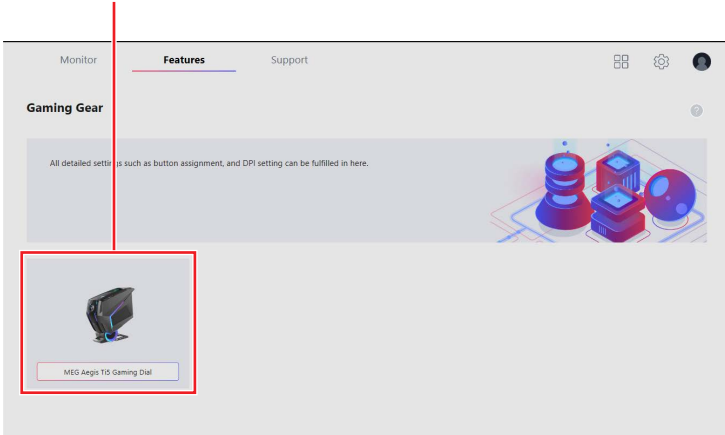 Monitor
Features
Support
Gaming Gear
?
All detailed settings such as button assignment, and DPI setting can be fulfilled in here.
MEG Aegis Ti5 Gaming Dial